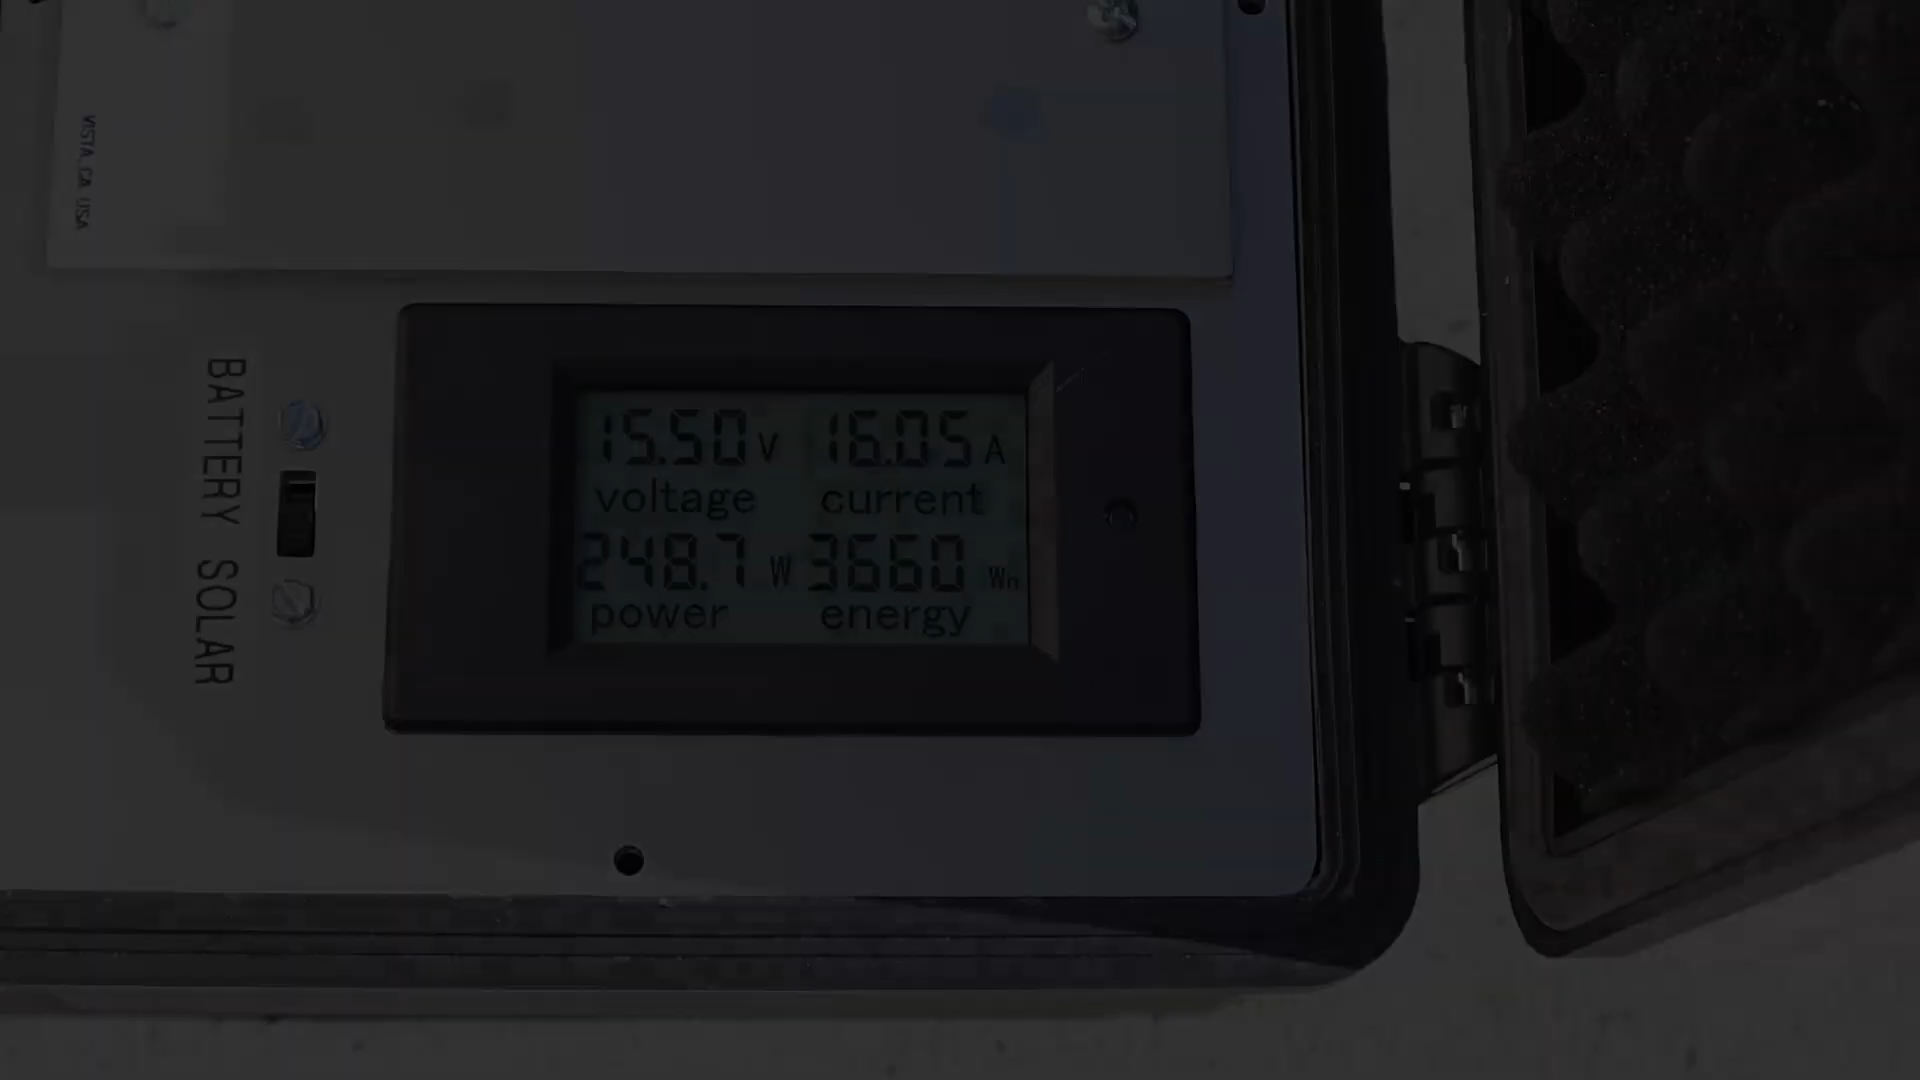 VISTA, CA USA
BATTERY SOLAR
15.50 V 16.05 A
voltage current
248.7 W 3660 Wh
power energy